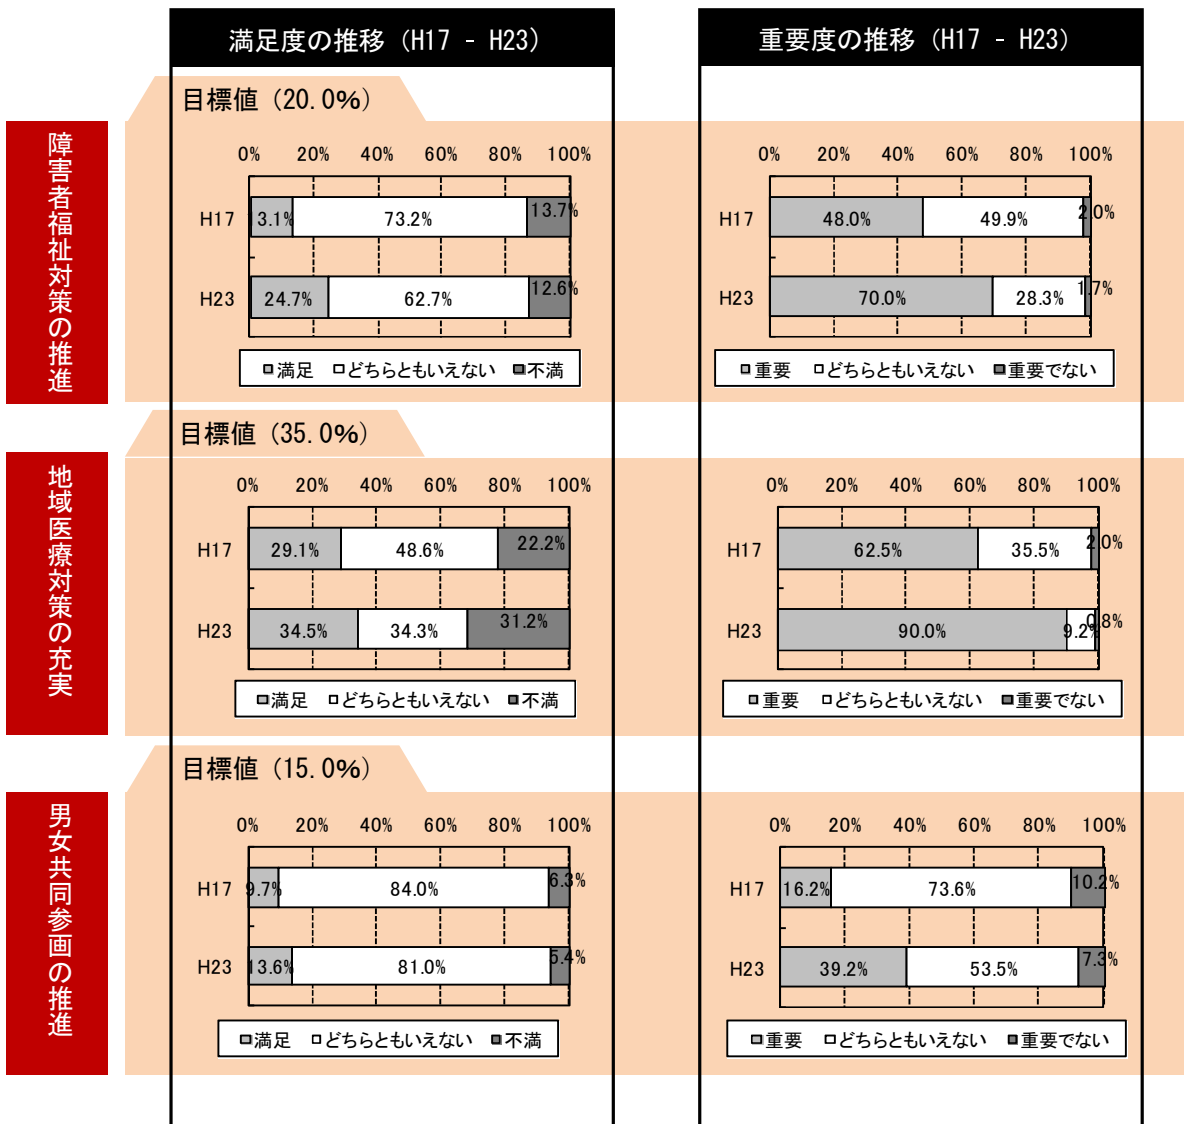 満足度の推移（H17 - H23）
重要度の推移（H17 - H23）
障害者福祉対策の推進
目標値（20.0%）
0% 20% 40% 60% 80% 100%
H17 13.1% 73.2% 13.7%
H23 24.7% 62.7% 12.6%
満足 どちらともいえない 不満
0% 20% 40% 60% 80% 100%
H17 48.0% 49.9% 2.0%
H23 70.0% 28.3% 1.7%
重要 どちらともいえない 重要でない
地域医療対策の充実
目標値（35.0%）
0% 20% 40% 60% 80% 100%
H17 29.1% 48.6% 22.2%
H23 34.5% 34.3% 31.2%
満足 どちらともいえない 不満
0% 20% 40% 60% 80% 100%
H17 62.5% 35.5% 2.0%
H23 90.0% 9.2% 0.8%
重要 どちらともいえない 重要でない
男女共同参画の推進
目標値（15.0%）
0% 20% 40% 60% 80% 100%
H17 9.7% 84.0% 6.3%
H23 13.6% 81.0% 5.4%
満足 どちらともいえない 不満
0% 20% 40% 60% 80% 100%
H17 16.2% 73.6% 10.2%
H23 39.2% 53.5% 7.3%
重要 どちらともいえない 重要でない